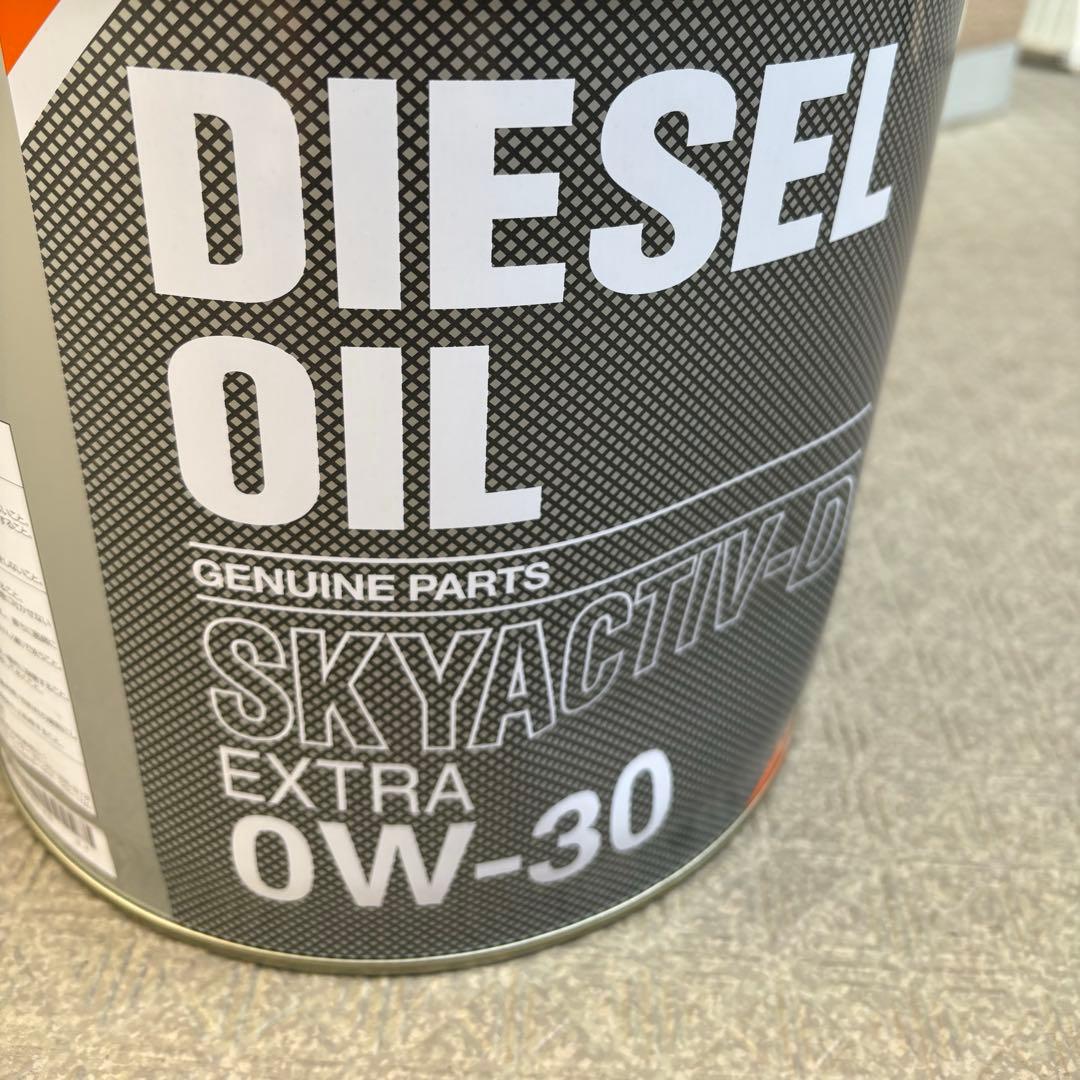 DIESEL
OIL
GENUINE PARTS
SKYACTIV-D
EXTRA
0W-30